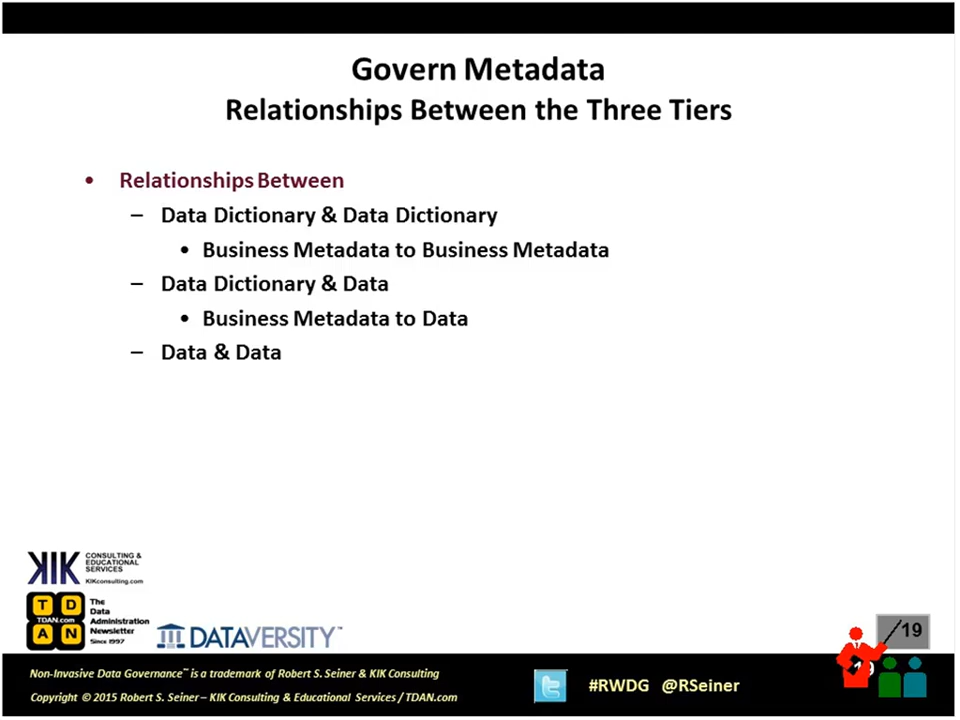 Govern Metadata
Relationships Between the Three Tiers
• Relationships Between
– Data Dictionary & Data Dictionary
• Business Metadata to Business Metadata
– Data Dictionary & Data
• Business Metadata to Data
– Data & Data
KIK CONSULTING & EDUCATIONAL SERVICES
KIKconsulting.com
T D
TDAN.com
A N
The
Data
Administration
Newsletter
Since 1997
DATAVERSITY™
19
19
Non-Invasive Data Governance™ is a trademark of Robert S. Seiner & KIK Consulting
Copyright © 2015 Robert S. Seiner – KIK Consulting & Educational Services / TDAN.com
#RWDG @RSeiner